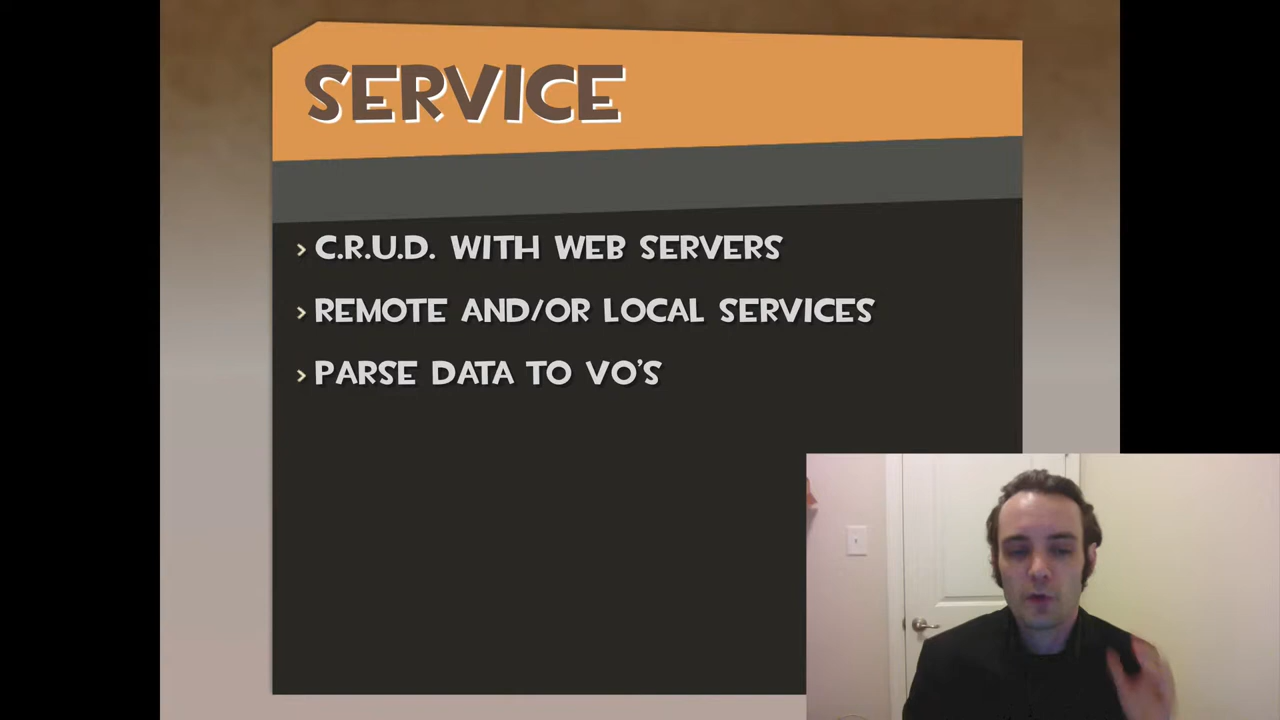 SERVICE
› C.R.U.D. WITH WEB SERVERS
› REMOTE AND/OR LOCAL SERVICES
› PARSE DATA TO VO'S